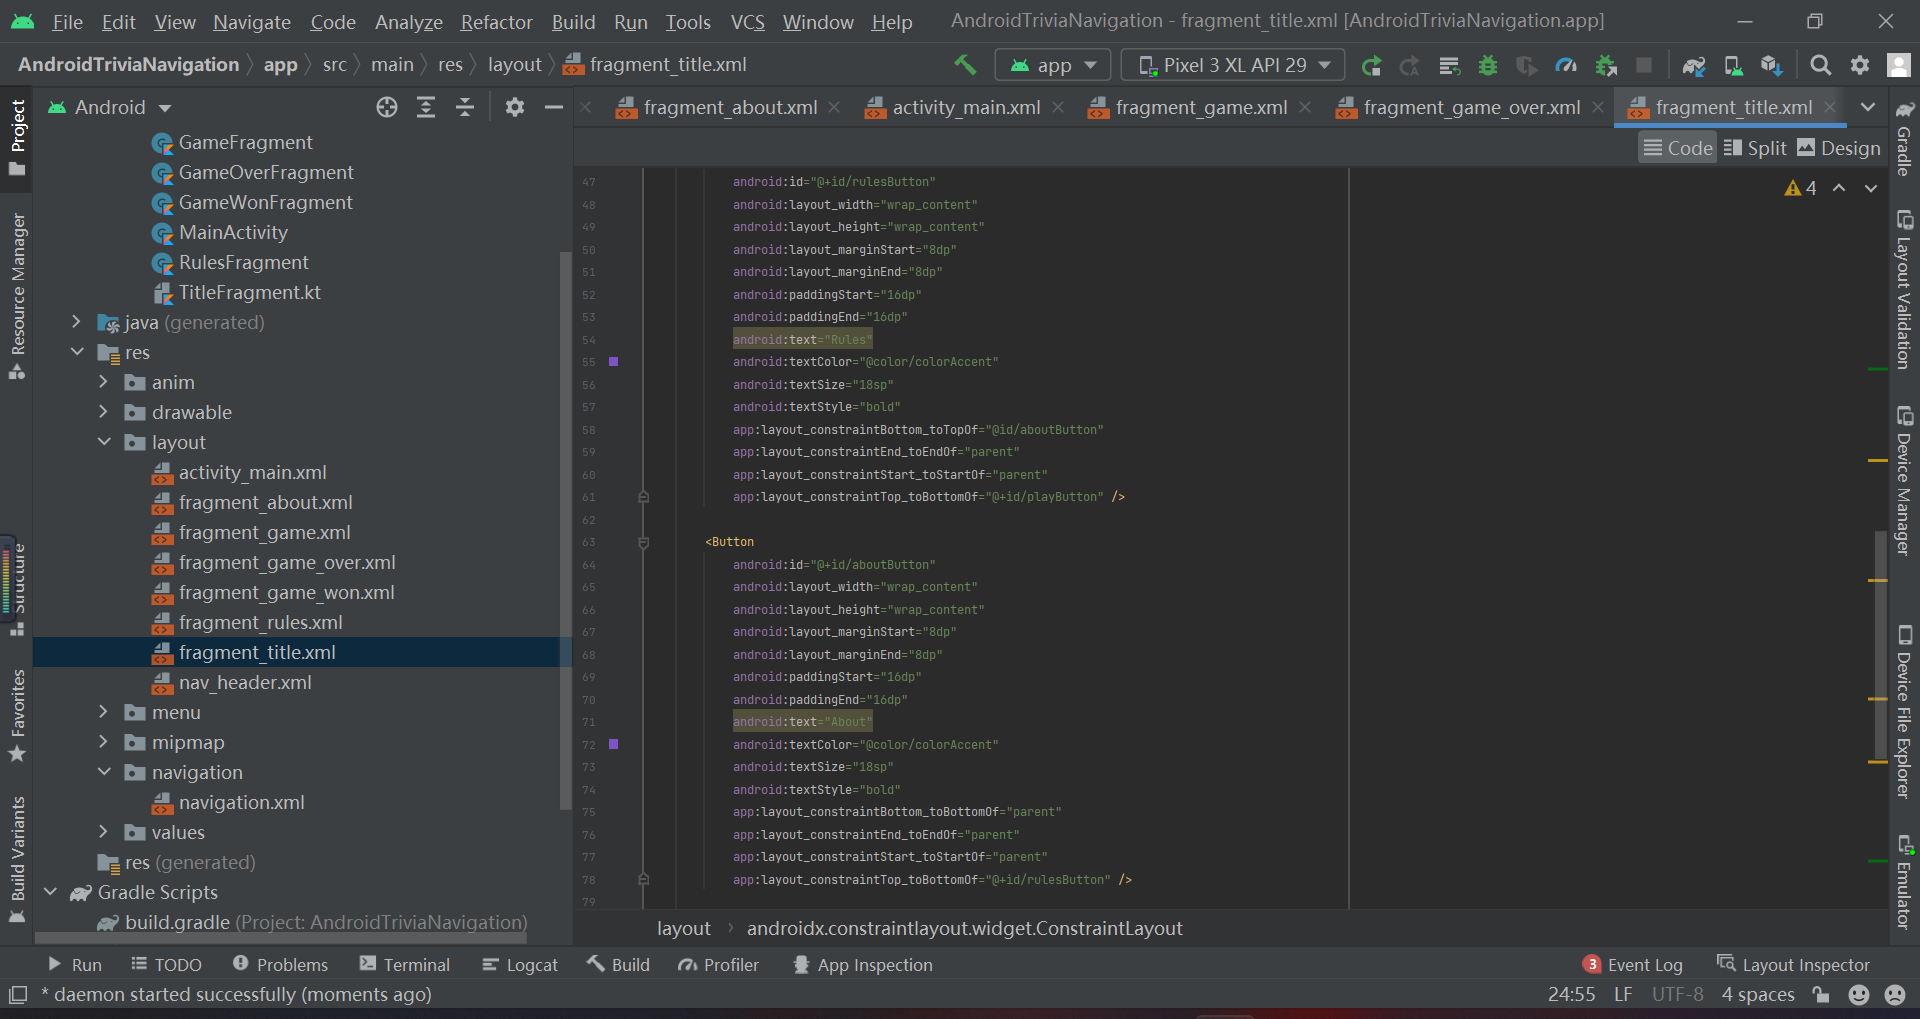 File Edit View Navigate Code Analyze Refactor Build Run Tools VCS Window Help AndroidTriviaNavigation - fragment_title.xml [AndroidTriviaNavigation.app]
AndroidTriviaNavigation app src main res layout fragment_title.xml app Pixel 3 XL API 29
Android
fragment_about.xml activity_main.xml fragment_game.xml fragment_game_over.xml fragment_title.xml
Code Split Design
Project
Resource Manager
Structure
Favorites
Build Variants
GameFragment
GameOverFragment
GameWonFragment
MainActivity
RulesFragment
TitleFragment.kt
java (generated)
res
anim
drawable
layout
activity_main.xml
fragment_about.xml
fragment_game.xml
fragment_game_over.xml
fragment_game_won.xml
fragment_rules.xml
fragment_title.xml
nav_header.xml
menu
mipmap
navigation
navigation.xml
values
res (generated)
Gradle Scripts
build.gradle (Project: AndroidTriviaNavigation)
4
47 android:id="@+id/rulesButton"
48 android:layout_width="wrap_content"
49 android:layout_height="wrap_content"
50 android:layout_marginStart="8dp"
51 android:layout_marginEnd="8dp"
52 android:paddingStart="16dp"
53 android:paddingEnd="16dp"
54 android:text="Rules"
55 android:textColor="@color/colorAccent"
56 android:textSize="18sp"
57 android:textStyle="bold"
58 app:layout_constraintBottom_toTopOf="@id/aboutButton"
59 app:layout_constraintEnd_toEndOf="parent"
60 app:layout_constraintStart_toStartOf="parent"
61 app:layout_constraintTop_toBottomOf="@+id/playButton" />
62
63 <Button
64 android:id="@+id/aboutButton"
65 android:layout_width="wrap_content"
66 android:layout_height="wrap_content"
67 android:layout_marginStart="8dp"
68 android:layout_marginEnd="8dp"
69 android:paddingStart="16dp"
70 android:paddingEnd="16dp"
71 android:text="About"
72 android:textColor="@color/colorAccent"
73 android:textSize="18sp"
74 android:textStyle="bold"
75 app:layout_constraintBottom_toBottomOf="parent"
76 app:layout_constraintEnd_toEndOf="parent"
77 app:layout_constraintStart_toStartOf="parent"
78 app:layout_constraintTop_toBottomOf="@+id/rulesButton" />
79
layout androidx.constraintlayout.widget.ConstraintLayout
Gradle
Layout Validation
Device Manager
Device File Explorer
Emulator
Run TODO Problems Terminal Logcat Build Profiler App Inspection 3 Event Log Layout Inspector
* daemon started successfully (moments ago) 24:55 LF UTF-8 4 spaces